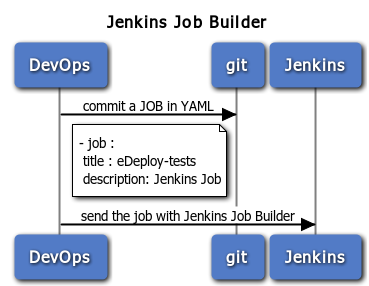 Jenkins Job Builder
DevOps
git
Jenkins
commit a JOB in YAML
- job :
title : eDeploy-tests
description: Jenkins Job
send the job with Jenkins Job Builder
DevOps
git
Jenkins